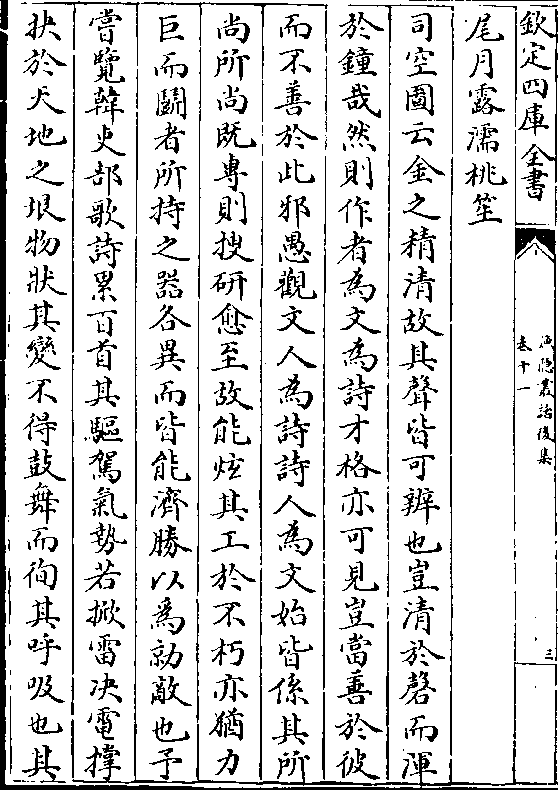 欽定四庫全書
漁隱叢話後集
卷十一
三
尾月露濡桃笙
司空圖云金之精清故其聲皆可辨也豈清於磬而渾
於鐘哉然則作者為文為詩才格亦可見豈當善於彼
而不善於此邪愚觀文人為詩詩人為文始皆係其所
尚所尚既專則搜研愈至故能炫其工於不朽亦猶力
巨而鬭者所持之器各異而皆能濟勝以為勍敵也予
嘗覽韓吏部歌詩累百首其驅駕氣勢若掀雷决電撑
抉於天地之垠物狀其變不得鼓舞而徇其呼吸也其